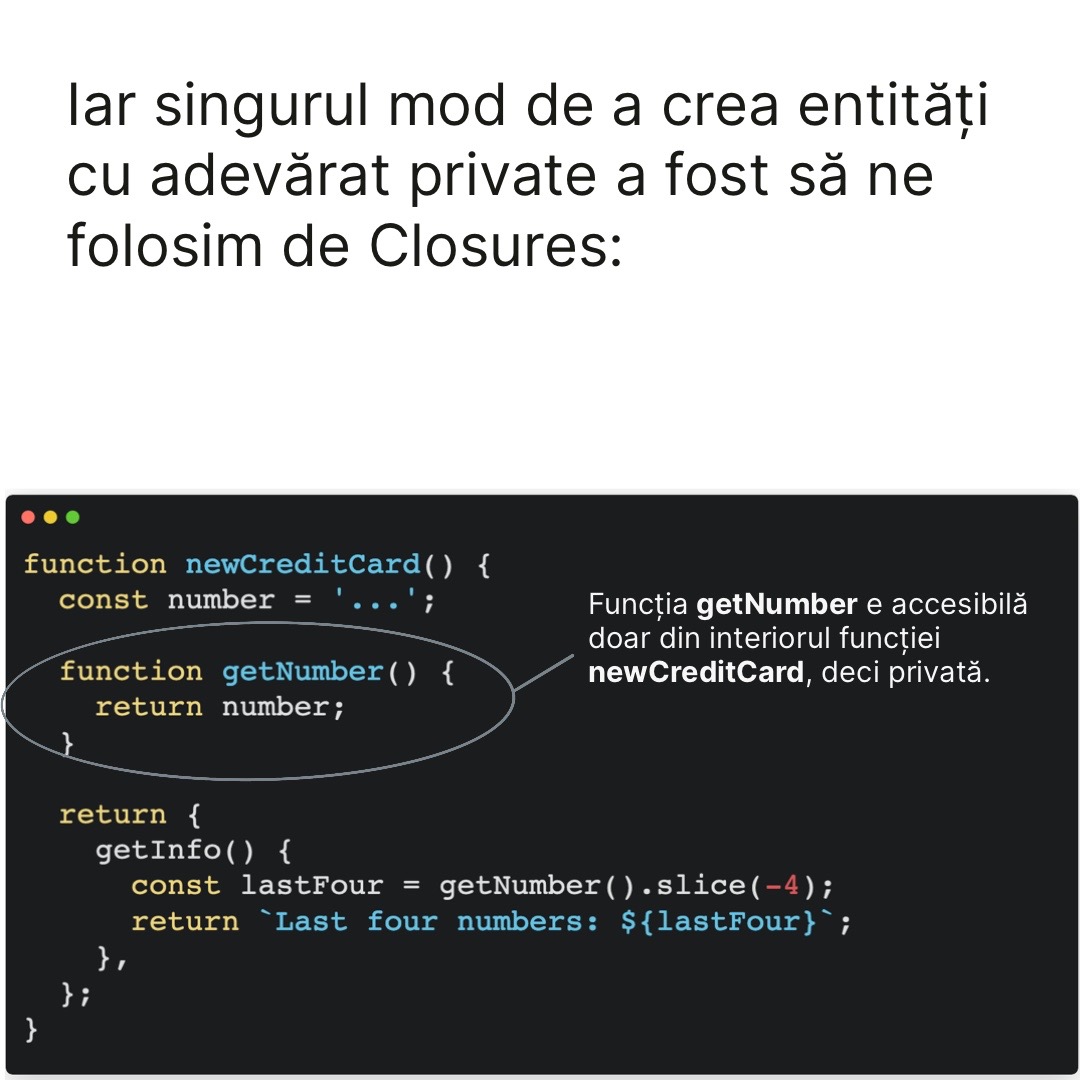 Iar singurul mod de a crea entități
cu adevărat private a fost să ne
folosim de Closures:
function newCreditCard() {
const number = '...';
Funcția getNumber e accesibilă
doar din interiorul funcției
newCreditCard, deci privată.
function getNumber() {
return number;
}
return {
getInfo() {
const lastFour = getNumber().slice(-4);
return `Last four numbers: ${lastFour}`;
},
};
}